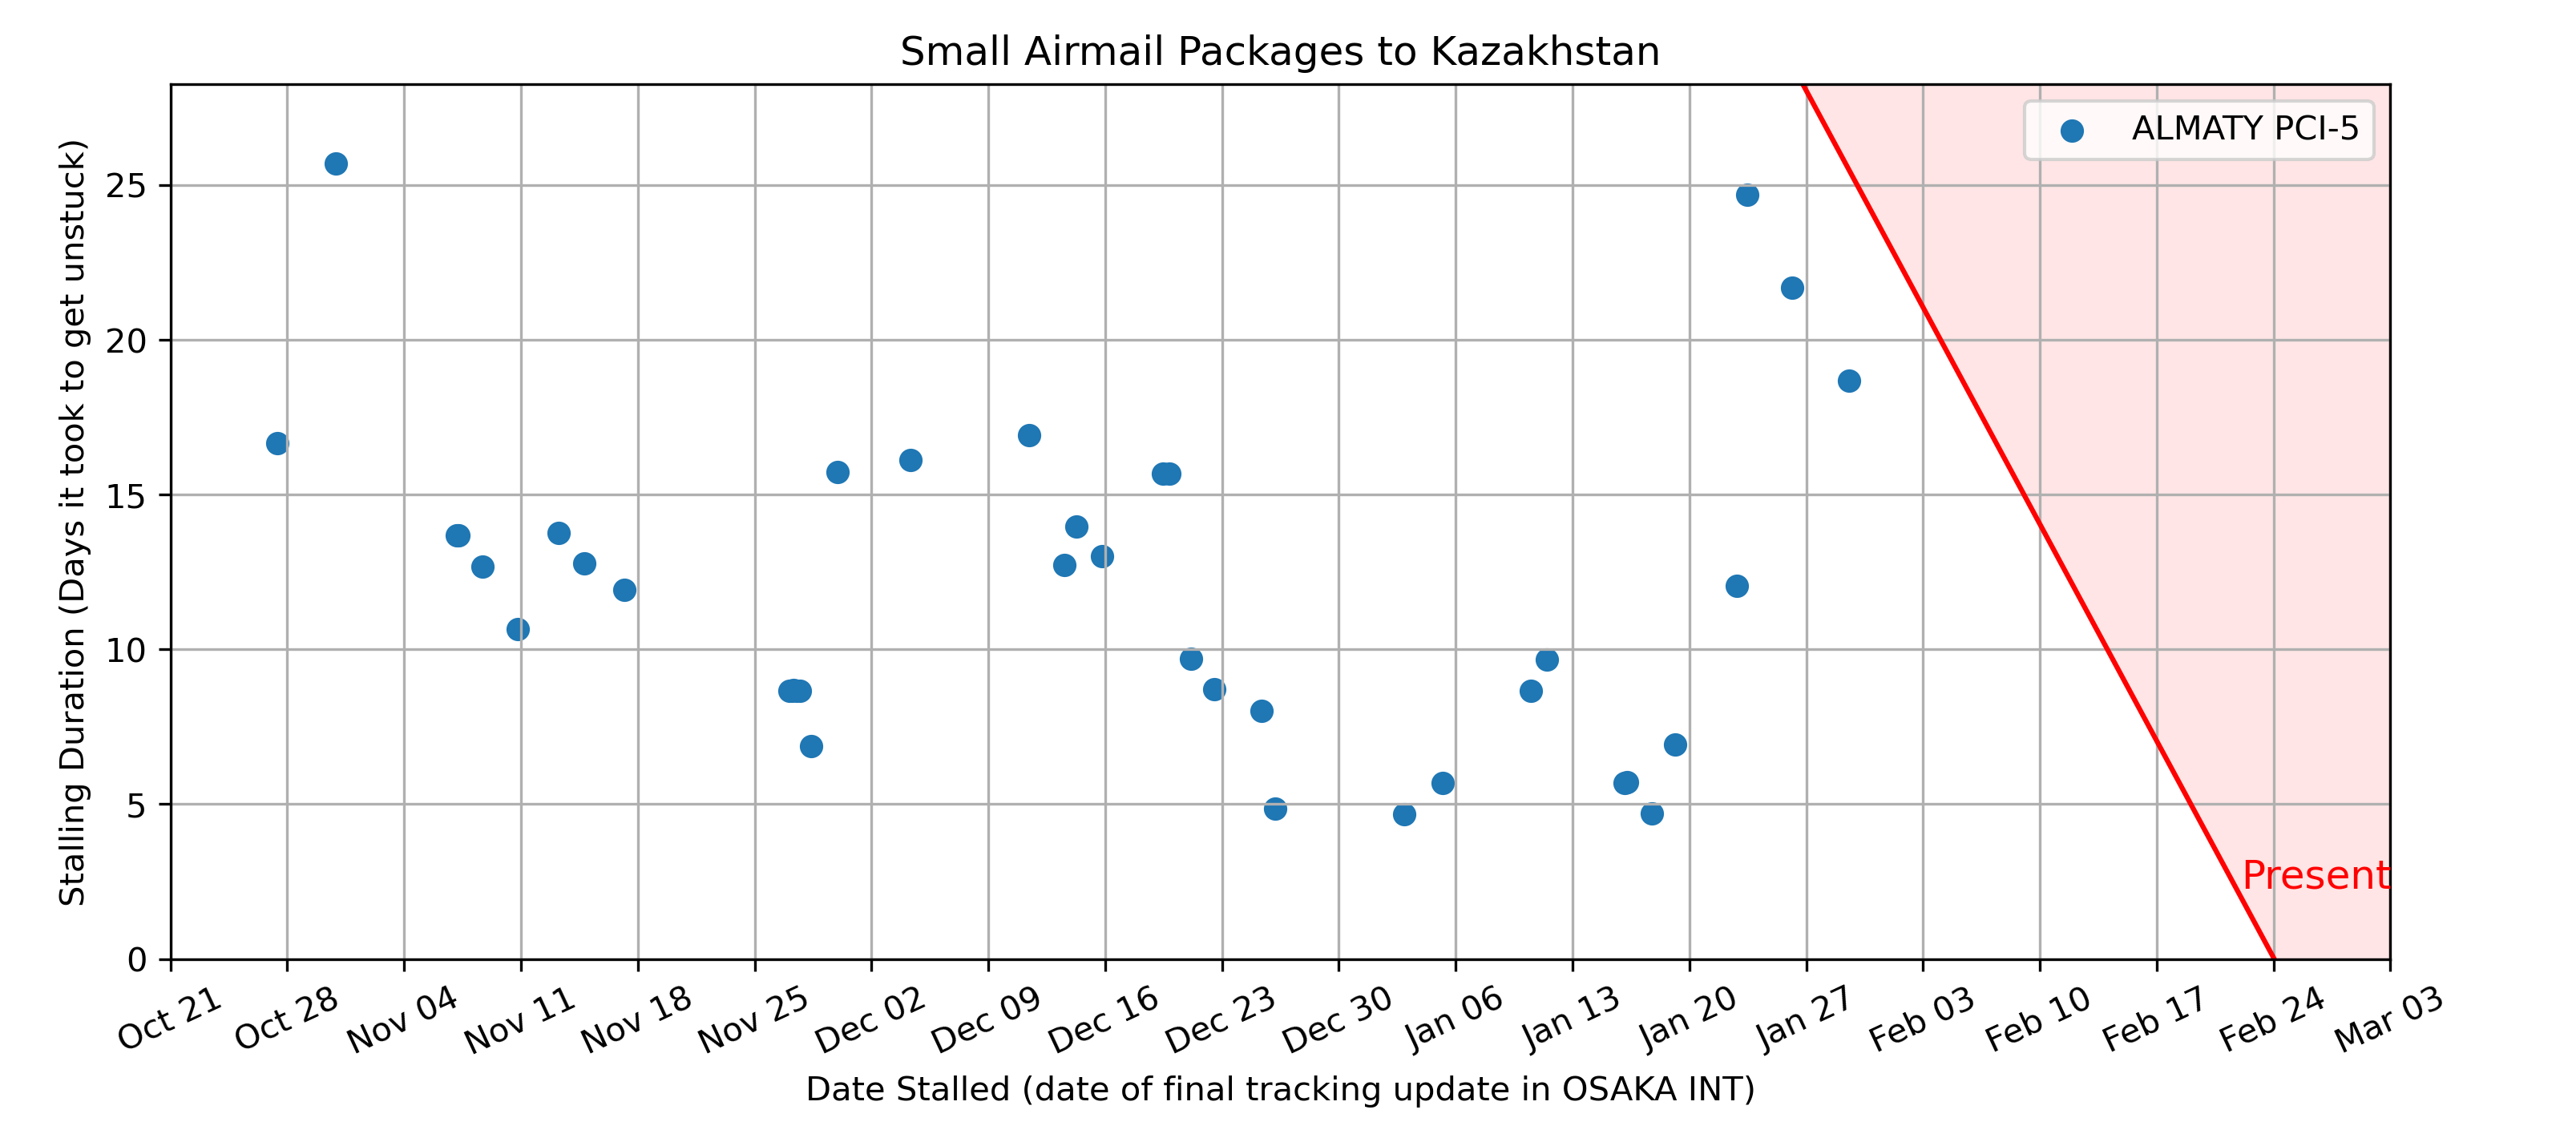 Small Airmail Packages to Kazakhstan
ALMATY PCI-5
Stalling Duration (Days it took to get unstuck)
25
20
15
10
5
0
Present
Oct 21
Oct 28
Nov 04
Nov 11
Nov 18
Nov 25
Dec 02
Dec 09
Dec 16
Dec 23
Dec 30
Jan 06
Jan 13
Jan 20
Jan 27
Feb 03
Feb 10
Feb 17
Feb 24
Mar 03
Date Stalled (date of final tracking update in OSAKA INT)